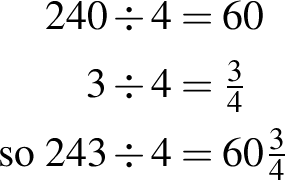 240 ÷ 4 = 60
3 ÷ 4 = 3/4
so 243 ÷ 4 = 60 3/4